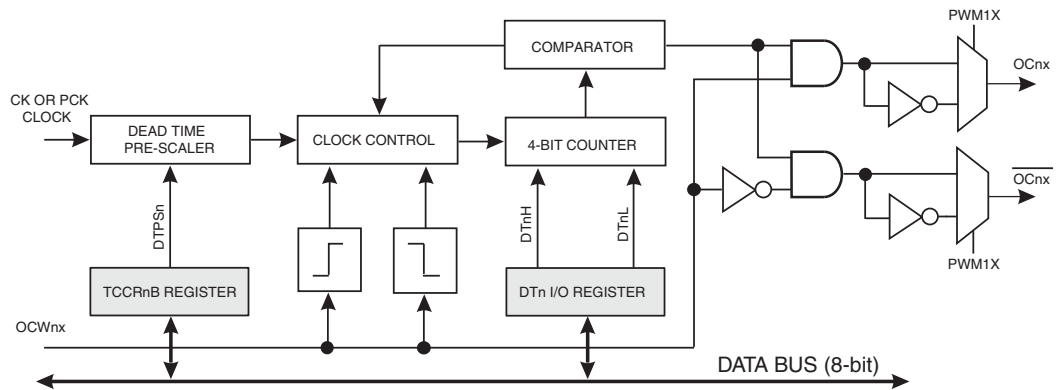 PWM1X
COMPARATOR
OCnx
CK OR PCK
CLOCK
DEAD TIME
PRE-SCALER
CLOCK CONTROL
4-BIT COUNTER
OCnx
DTPSn
DTnH
DTnL
PWM1X
TCCRnB REGISTER
DTn I/O REGISTER
OCWnx
DATA BUS (8-bit)